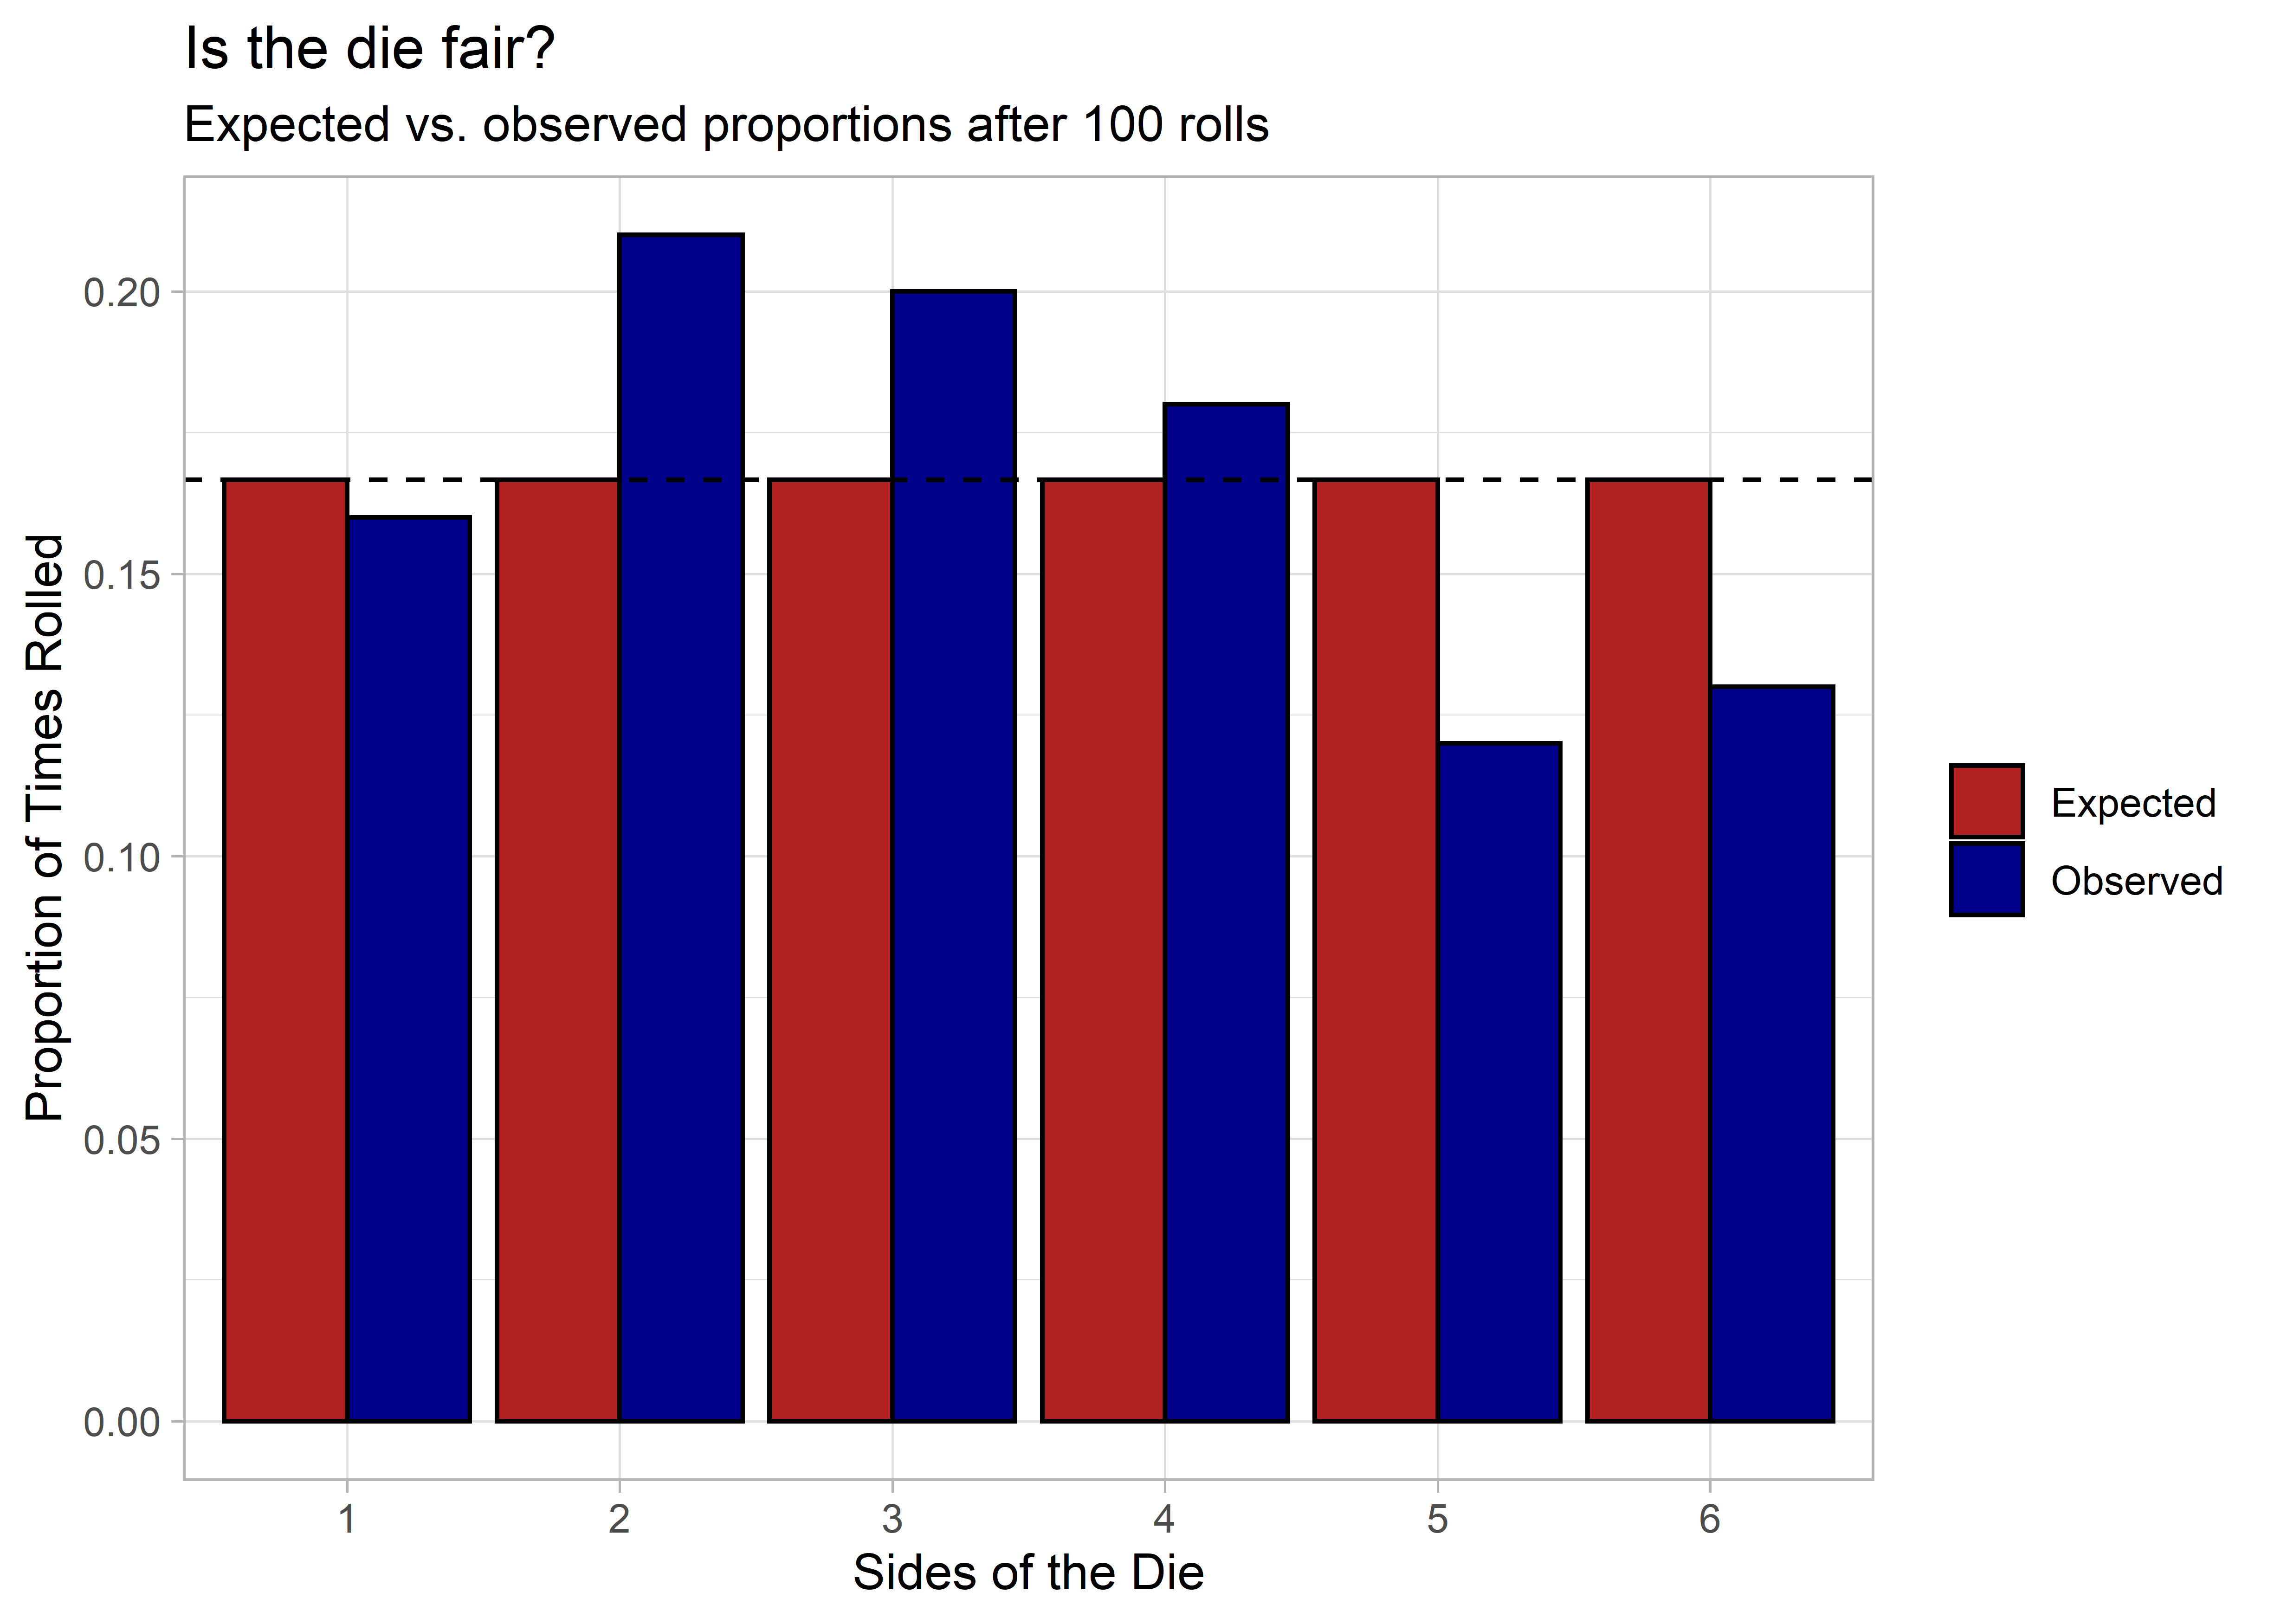 Is the die fair?
Expected vs. observed proportions after 100 rolls
Proportion of Times Rolled
0.20
0.15
0.10
0.05
0.00
1 2 3 4 5 6
Sides of the Die
Expected
Observed